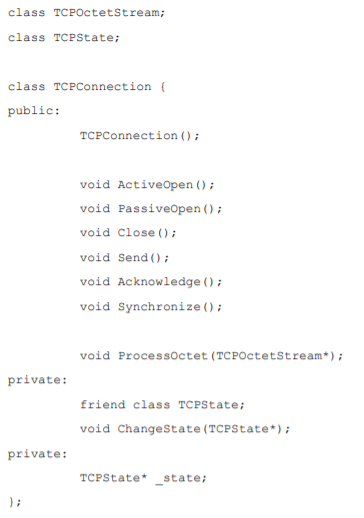 class TCPOctetStream;
class TCPState;
class TCPConnection {
public:
TCPConnection();
void ActiveOpen();
void PassiveOpen();
void Close();
void Send();
void Acknowledge();
void Synchronize();
void ProcessOctet(TCPOctetStream*);
private:
friend class TCPState;
void ChangeState(TCPState*);
private:
TCPState* _state;
};